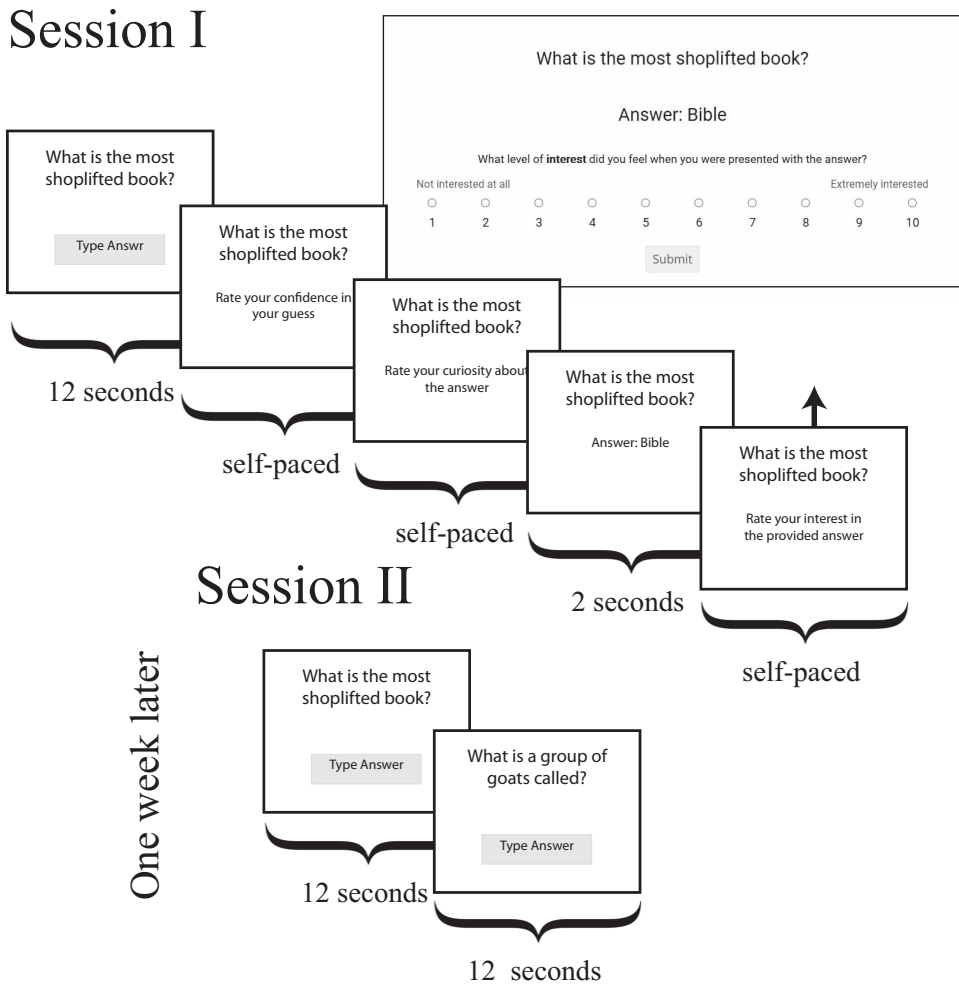 Session I
What is the most shoplifted book?
Answer: Bible
What level of interest did you feel when you were presented with the answer?
Not interested at all
Extremely interested
1 2 3 4 5 6 7 8 9 10
Submit
What is the most
shoplifted book?
Type Answr
12 seconds
What is the most
shoplifted book?
Rate your confidence in
your guess
self-paced
What is the most
shoplifted book?
Rate your curiosity about
the answer
self-paced
What is the most
shoplifted book?
Answer: Bible
2 seconds
What is the most
shoplifted book?
Rate your interest in
the provided answer
self-paced
Session II
One week later
What is the most
shoplifted book?
Type Answer
12 seconds
What is a group of
goats called?
Type Answer
12 seconds